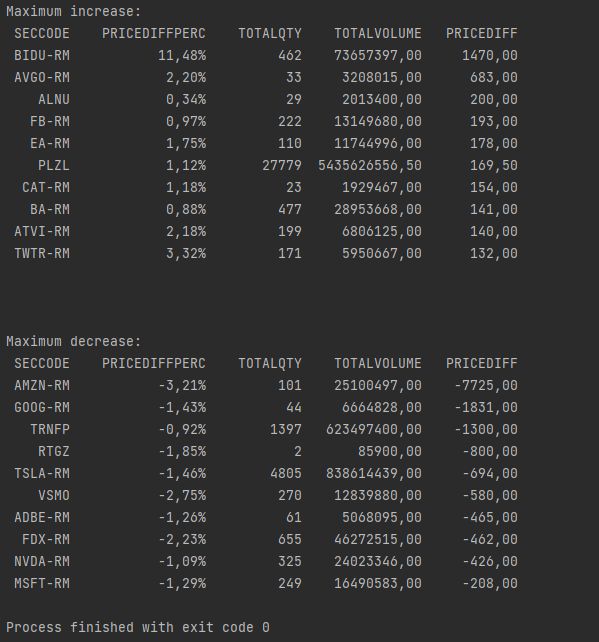 Maximum increase:
SECCODE PRICEDIFFPERC TOTALQTY TOTALVOLUME PRICEDIFF
BIDU-RM 11,48% 462 73657397,00 1470,00
AVGO-RM 2,20% 33 3208015,00 683,00
ALNU 0,34% 29 2013400,00 200,00
FB-RM 0,97% 222 13149680,00 193,00
EA-RM 1,75% 110 11744996,00 178,00
PLZL 1,12% 27779 5435626556,50 169,50
CAT-RM 1,18% 23 1929467,00 154,00
BA-RM 0,88% 477 28953668,00 141,00
ATVI-RM 2,18% 199 6806125,00 140,00
TWTR-RM 3,32% 171 5950667,00 132,00
Maximum decrease:
SECCODE PRICEDIFFPERC TOTALQTY TOTALVOLUME PRICEDIFF
AMZN-RM -3,21% 101 25100497,00 -7725,00
GOOG-RM -1,43% 44 6664828,00 -1831,00
TRNFP -0,92% 1397 623497400,00 -1300,00
RTGZ -1,85% 2 85900,00 -800,00
TSLA-RM -1,46% 4805 838614439,00 -694,00
VSMO -2,75% 270 12839880,00 -580,00
ADBE-RM -1,26% 61 5068095,00 -465,00
FDX-RM -2,23% 655 46272515,00 -462,00
NVDA-RM -1,09% 325 24023346,00 -426,00
MSFT-RM -1,29% 249 16490583,00 -208,00
Process finished with exit code 0